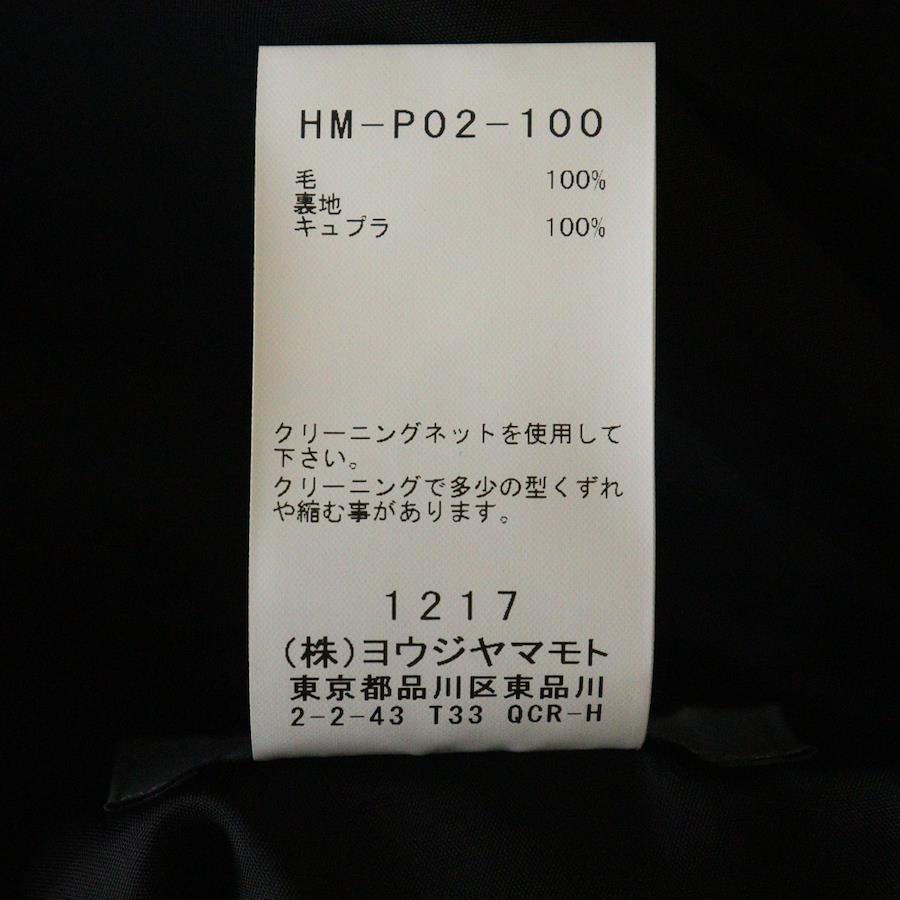 HM-P02-100
毛 100%
裏地
キュプラ 100%
クリーニングネットを使用して
下さい。
クリーニングで多少の型くずれ
や縮む事があります。
1217
(株)ヨウジヤマモト
東京都品川区東品川
2-2-43 T33 QCR-H